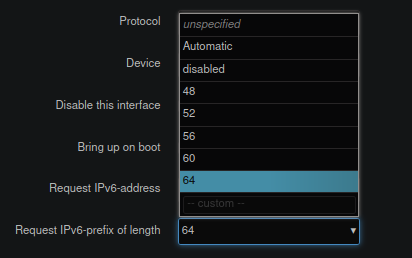 Protocol
unspecified
Automatic
Device
disabled
48
Disable this interface
52
56
Bring up on boot
60
Request IPv6-address
64
-- custom --
Request IPv6-prefix of length
64